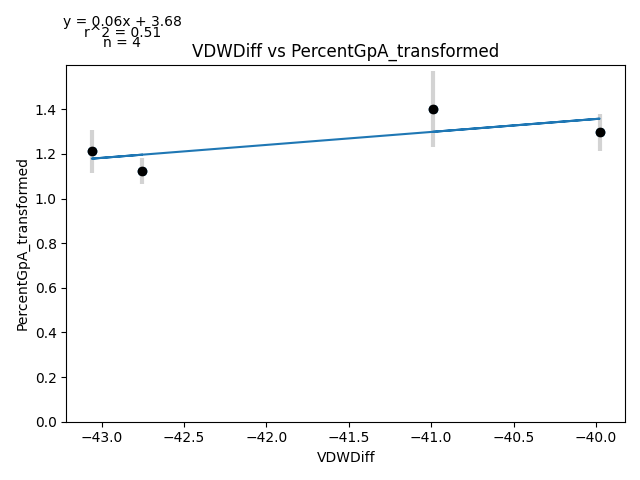 y = 0.06x + 3.68
r^2 = 0.51
n = 4
VDWDiff vs PercentGpA_transformed
1.4
1.2
1.0
0.8
0.6
0.4
0.2
0.0
PercentGpA_transformed
−43.0 −42.5 −42.0 −41.5 −41.0 −40.5 −40.0
VDWDiff